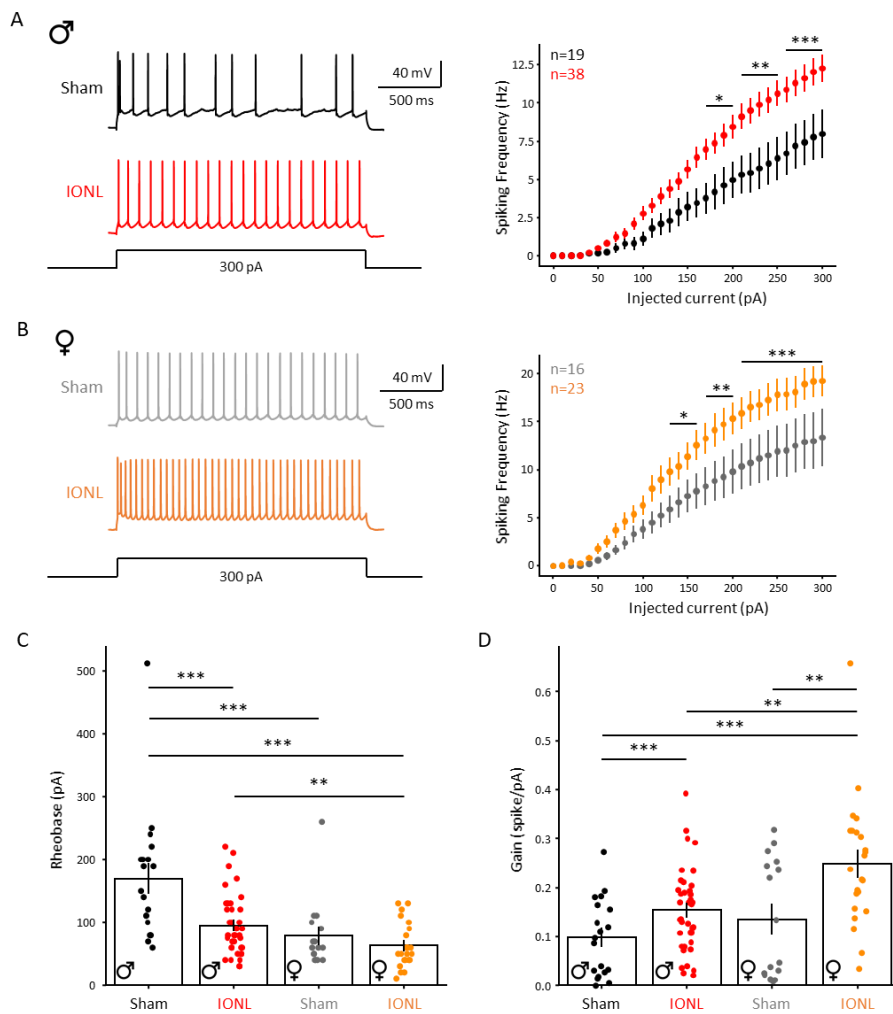 A
♂
Sham
40 mV
500 ms
IONL
300 pA
n=19
n=38
*
**
***
Spiking Frequency (Hz)
12.5
10
7.5
5
2.5
0
0
50
100
150
200
250
300
Injected current (pA)
B
♀
Sham
40 mV
500 ms
IONL
300 pA
n=16
n=23
*
**
***
Spiking Frequency (Hz)
20
15
10
5
0
0
50
100
150
200
250
300
Injected current (pA)
C
Rheobase (pA)
500
400
300
200
100
0
***
***
***
**
♂
♂
♀
♀
Sham
IONL
Sham
IONL
D
Gain (spike/pA)
0.6
0.5
0.4
0.3
0.2
0.1
0.0
**
**
***
***
♂
♂
♀
♀
Sham
IONL
Sham
IONL